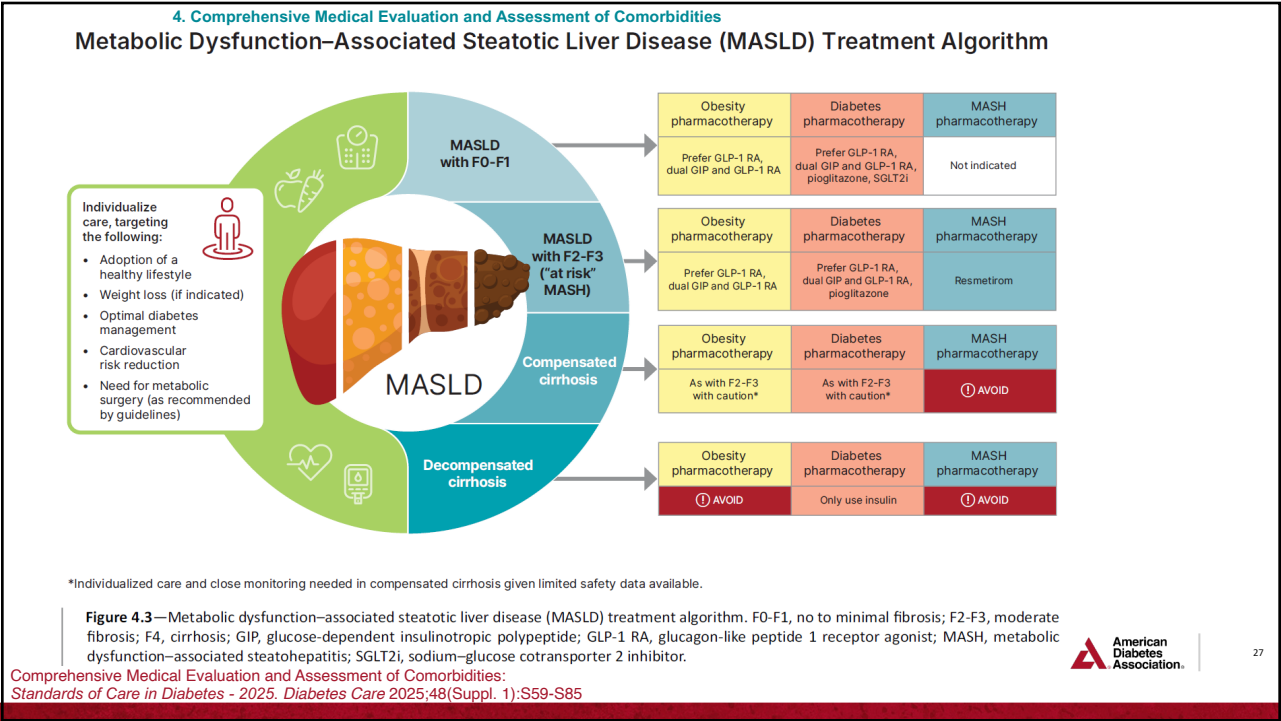 4. Comprehensive Medical Evaluation and Assessment of Comorbidities
Metabolic Dysfunction–Associated Steatotic Liver Disease (MASLD) Treatment Algorithm
Individualize
care, targeting
the following:
• Adoption of a
healthy lifestyle
• Weight loss (if indicated)
• Optimal diabetes
management
• Cardiovascular
risk reduction
• Need for metabolic
surgery (as recommended
by guidelines)
MASLD
MASLD
with F0-F1
Obesity
pharmacotherapy
Diabetes
pharmacotherapy
MASH
pharmacotherapy
Prefer GLP-1 RA,
dual GIP and GLP-1 RA
Prefer GLP-1 RA,
dual GIP and GLP-1 RA,
pioglitazone, SGLT2i
Not indicated
MASLD
with F2-F3
("at risk"
MASH)
Obesity
pharmacotherapy
Diabetes
pharmacotherapy
MASH
pharmacotherapy
Prefer GLP-1 RA,
dual GIP and GLP-1 RA
Prefer GLP-1 RA,
dual GIP and GLP-1 RA,
pioglitazone
Resmetirom
Compensated
cirrhosis
Obesity
pharmacotherapy
Diabetes
pharmacotherapy
MASH
pharmacotherapy
As with F2-F3
with caution*
As with F2-F3
with caution*
! AVOID
Decompensated
cirrhosis
Obesity
pharmacotherapy
Diabetes
pharmacotherapy
MASH
pharmacotherapy
! AVOID
Only use insulin
! AVOID
*Individualized care and close monitoring needed in compensated cirrhosis given limited safety data available.
Figure 4.3—Metabolic dysfunction–associated steatotic liver disease (MASLD) treatment algorithm. F0-F1, no to minimal fibrosis; F2-F3, moderate
fibrosis; F4, cirrhosis; GIP, glucose-dependent insulinotropic polypeptide; GLP-1 RA, glucagon-like peptide 1 receptor agonist; MASH, metabolic
dysfunction–associated steatohepatitis; SGLT2i, sodium–glucose cotransporter 2 inhibitor.
American
Diabetes
Association®
27
Comprehensive Medical Evaluation and Assessment of Comorbidities:
Standards of Care in Diabetes - 2025. Diabetes Care 2025;48(Suppl. 1):S59-S85